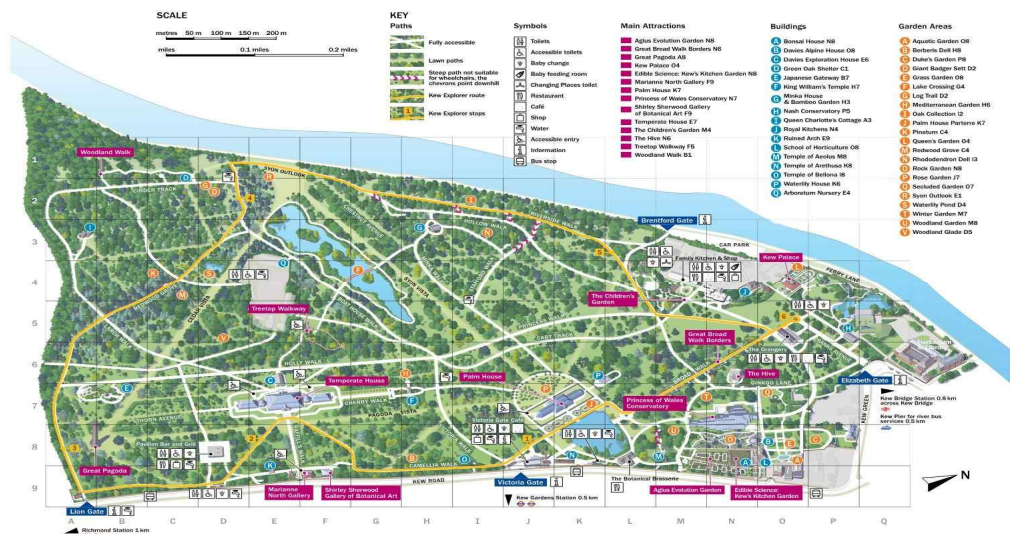 SCALE
metres 50 m 100 m 150 m 200 m
miles 0.1 miles 0.2 miles
KEY
Paths
Fully accessible
Lawn paths
Steep path not suitable
for wheelchairs, the chevrons
point downhill
Kew Explorer route
1 Kew Explorer stops
Symbols
Toilets
Accessible toilets
Baby change
Baby feeding room
Changing Places toilet
Restaurant
Café
Shop
Water
Accessible entry
Information
Bus stop
Main Attractions
Agius Evolution Garden N8
Great Broad Walk Borders N6
Great Pagoda A8
Kew Palace O4
Edible Science: Kew's Kitchen Garden N8
Marianne North Gallery F9
Palm House K7
Princess of Wales Conservatory N7
Shirley Sherwood Gallery
of Botanical Art F9
Temperate House E7
The Children's Garden M4
The Hive N6
Treetop Walkway F5
Woodland Walk B1
Buildings
A Bonsai House N8
B Davies Alpine House O8
C Davies Exploration House E6
D Green Oak Shelter C1
E Japanese Gateway B7
F King William's Temple H7
G Minka House
& Bamboo Garden H3
H Nash Conservatory P5
I Queen Charlotte's Cottage A3
J Royal Kitchens N4
K Ruined Arch E9
L School of Horticulture O8
M Temple of Aeolus M8
N Temple of Arethusa K8
O Temple of Bellona I8
P Waterlily House K6
Q Arboretum Nursery E4
Garden Areas
A Aquatic Garden O8
B Berberis Dell H8
C Duke's Garden P8
D Giant Badger Sett D2
E Grass Garden O8
F Lake Crossing G4
G Log Trail D2
H Mediterranean Garden H6
I Oak Collection I2
J Palm House Parterre K7
K Pinetum C4
L Queen's Garden O4
M Redwood Grove C4
N Rhododendron Dell I3
O Rock Garden N8
P Rose Garden J7
Q Secluded Garden O7
R Syon Outlook E1
S Waterlily Pond D4
T Winter Garden M7
U Woodland Garden M8
V Woodland Glade D5
1
2
3
4
5
6
7
8
9
A B C D E F G H I J K L M N O P Q
Woodland Walk
CINDER TRACK
SYON OUTLOOK
RIVERSIDE WALK
Brentford Gate
CAR PARK
FERRY LANE
Family Kitchen & Shop
Kew Palace
SYON VISTA
CEDAR VISTA
The Children's
Garden
Treetop Walkway
Great Broad
Walk Borders
The Orangery
CART TRACK
HOLLY WALK
Temperate House
Palm House
The Hive
BROAD WALK
GINKGO LANE
Elizabeth Gate
KEW GREEN
Kew Bridge Station 0.8 km
across Kew Bridge
Kew Pier for river bus
services 0.5 km
CHERRY WALK
PAGODA VISTA
Princess of Wales
Conservatory
Victoria Gate Café
Pavilion Bar and Grill
Great Pagoda
CAMELLIA WALK
KEW ROAD
Marianne
North Gallery
Shirley Sherwood
Gallery of Botanical Art
Victoria Gate
Kew Gardens Station 0.5 km
The Botanical Brasserie
Agius Evolution Garden
Edible Science:
Kew's Kitchen Garden
Lion Gate
Richmond Station 1 km
N